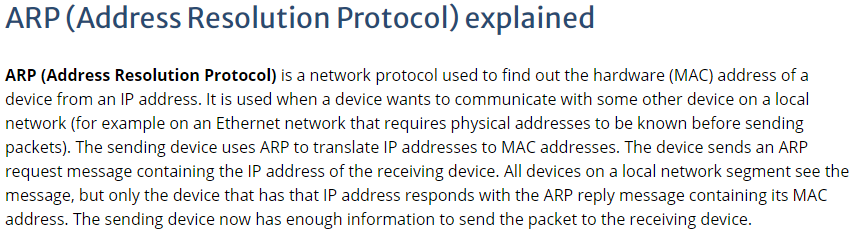 ARP (Address Resolution Protocol) explained
ARP (Address Resolution Protocol) is a network protocol used to find out the hardware (MAC) address of a
device from an IP address. It is used when a device wants to communicate with some other device on a local
network (for example on an Ethernet network that requires physical addresses to be known before sending
packets). The sending device uses ARP to translate IP addresses to MAC addresses. The device sends an ARP
request message containing the IP address of the receiving device. All devices on a local network segment see the
message, but only the device that has that IP address responds with the ARP reply message containing its MAC
address. The sending device now has enough information to send the packet to the receiving device.